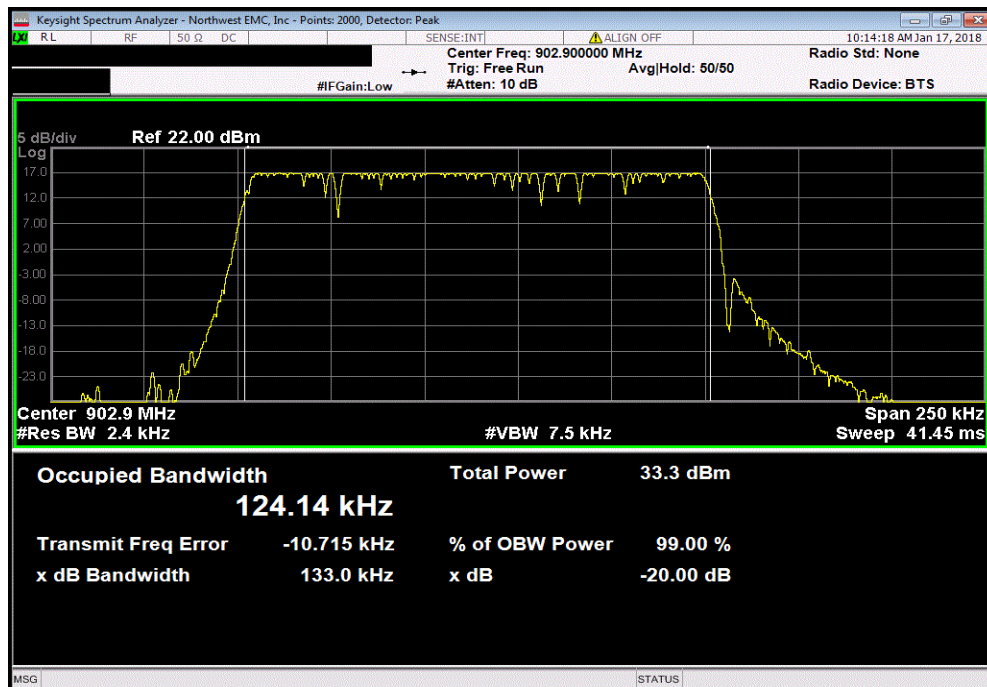 Keysight Spectrum Analyzer - Northwest EMC, Inc - Points: 2000, Detector: Peak
LXI RL RF 50 Ω DC SENSE:INT ALIGN OFF 10:14:18 AM Jan 17, 2018
Center Freq: 902.900000 MHz Radio Std: None
Trig: Free Run Avg|Hold: 50/50
#IFGain:Low #Atten: 10 dB Radio Device: BTS
5 dB/div Ref 22.00 dBm
Log
17.0
12.0
7.00
2.00
-3.00
-8.00
-13.0
-18.0
-23.0
Center 902.9 MHz Span 250 kHz
#Res BW 2.4 kHz #VBW 7.5 kHz Sweep 41.45 ms
Occupied Bandwidth Total Power 33.3 dBm
124.14 kHz
Transmit Freq Error -10.715 kHz % of OBW Power 99.00 %
x dB Bandwidth 133.0 kHz x dB -20.00 dB
MSG STATUS